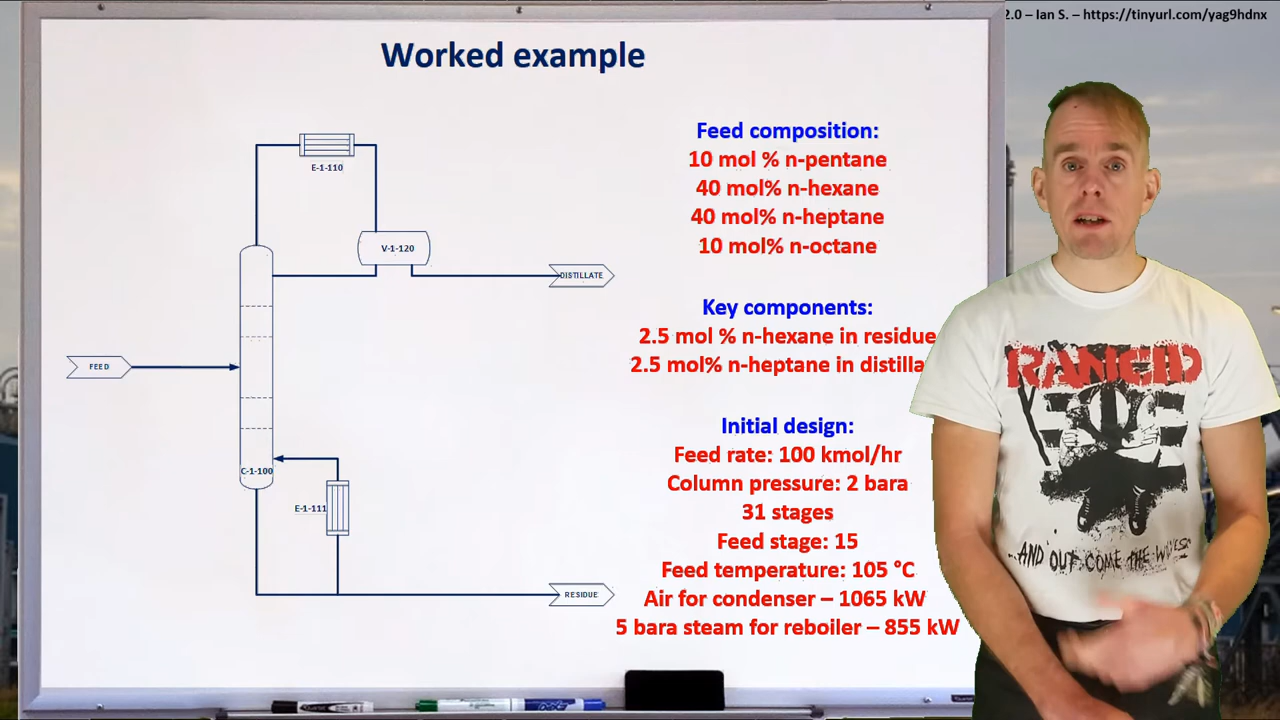 2.0 – Ian S. – https://tinyurl.com/yag9hdnx
Worked example
E-1-110
V-1-120
DISTILLATE
FEED
C-1-100
E-1-111
RESIDUE
Feed composition:
10 mol % n-pentane
40 mol% n-hexane
40 mol% n-heptane
10 mol% n-octane
Key components:
2.5 mol % n-hexane in residue
2.5 mol% n-heptane in distilla
Initial design:
Feed rate: 100 kmol/hr
Column pressure: 2 bara
31 stages
Feed stage: 15
Feed temperature: 105 °C
Air for condenser – 1065 kW
5 bara steam for reboiler – 855 kW
RANCID
...AND OUT COME THE